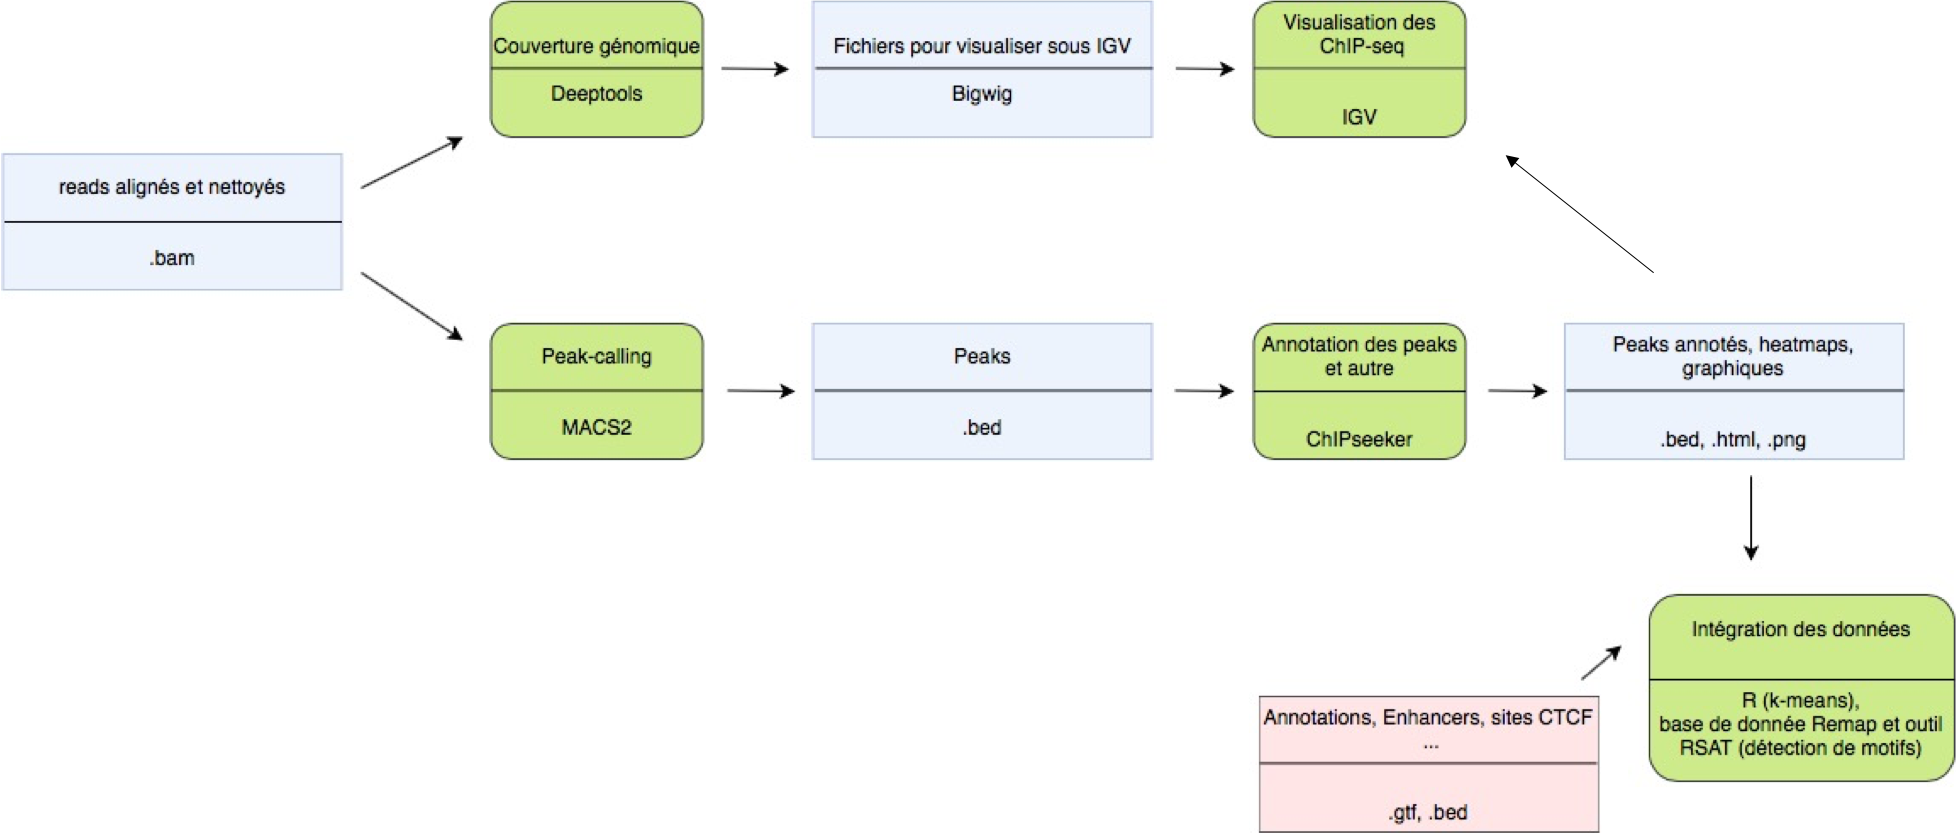 Couverture génomique
Deeptools
Fichiers pour visualiser sous IGV
Bigwig
Visualisation des
ChIP-seq
IGV
reads alignés et nettoyés
.bam
Peak-calling
MACS2
Peaks
.bed
Annotation des peaks
et autre
ChIPseeker
Peaks annotés, heatmaps,
graphiques
.bed, .html, .png
Intégration des données
R (k-means),
base de donnée Remap et outil
RSAT (détection de motifs)
Annotations, Enhancers, sites CTCF
...
.gtf, .bed